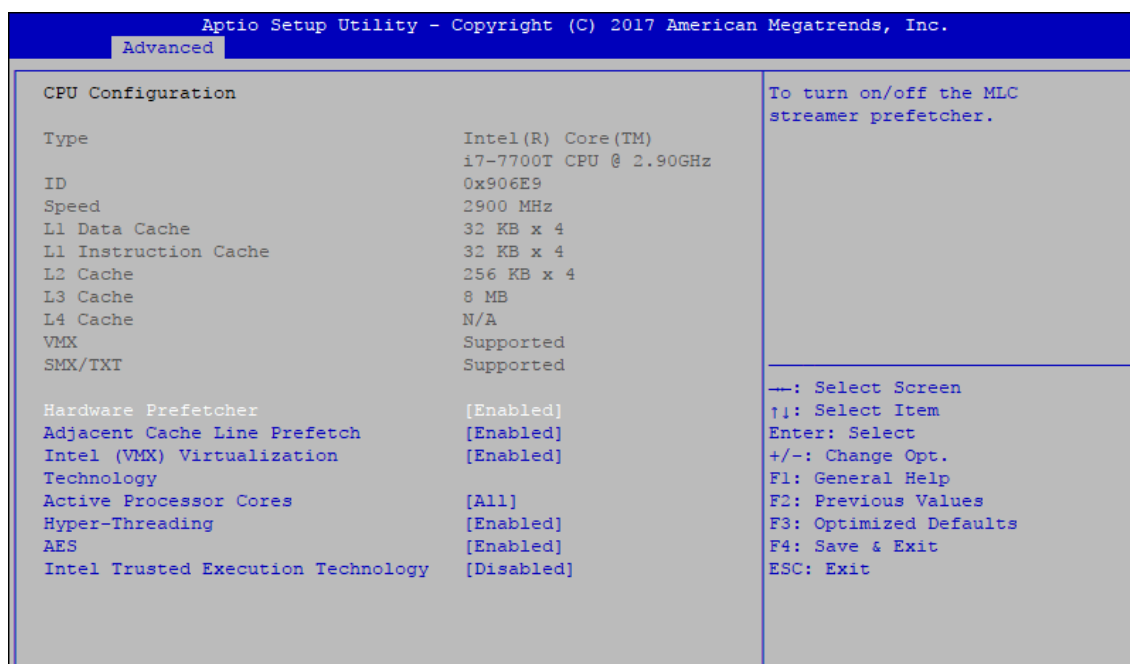 Aptio Setup Utility - Copyright (C) 2017 American Megatrends, Inc.
Advanced
CPU Configuration
Type Intel(R) Core(TM)
i7-7700T CPU @ 2.90GHz
ID 0x906E9
Speed 2900 MHz
L1 Data Cache 32 KB x 4
L1 Instruction Cache 32 KB x 4
L2 Cache 256 KB x 4
L3 Cache 8 MB
L4 Cache N/A
VMX Supported
SMX/TXT Supported
Hardware Prefetcher [Enabled]
Adjacent Cache Line Prefetch [Enabled]
Intel (VMX) Virtualization [Enabled]
Technology
Active Processor Cores [All]
Hyper-Threading [Enabled]
AES [Enabled]
Intel Trusted Execution Technology [Disabled]
To turn on/off the MLC
streamer prefetcher.
→←: Select Screen
↑↓: Select Item
Enter: Select
+/-: Change Opt.
F1: General Help
F2: Previous Values
F3: Optimized Defaults
F4: Save & Exit
ESC: Exit